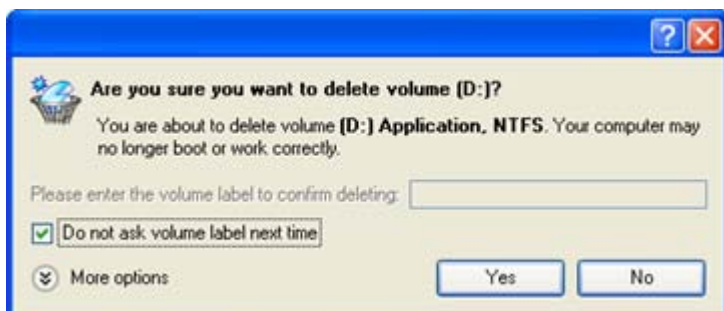 Are you sure you want to delete volume (D:)?
You are about to delete volume (D:) Application, NTFS. Your computer may
no longer boot or work correctly.
Please enter the volume label to confirm deleting:
Do not ask volume label next time
More options
Yes
No